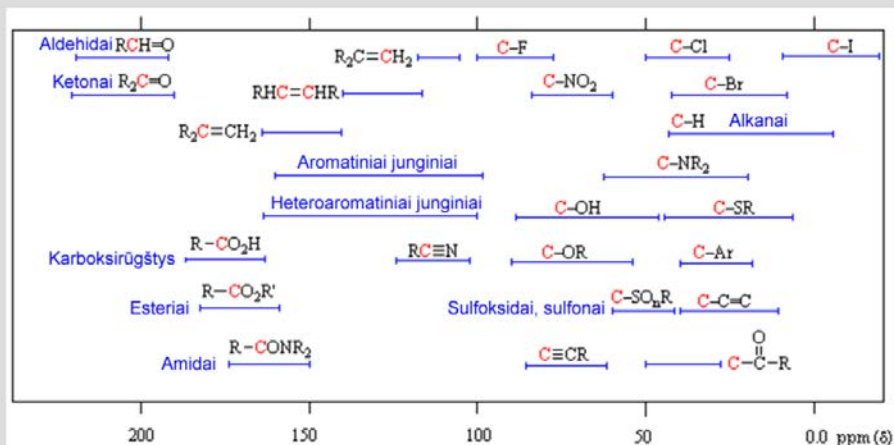 Aldehidai RCH=O R₂C=CH₂ C–F C–Cl C–I
Ketonai R₂C=O RHC=CHR C–NO₂ C–Br
R₂C=CH₂ C–H Alkanai
Aromatiniai junginiai C–NR₂
Heteroaromatiniai junginiai C–OH C–SR
Karboksirūgštys R–CO₂H RC≡N C–OR C–Ar
Esteriai R–CO₂R' Sulfoksidai, sulfonai C–SOₙR C–C=C
Amidai R–CONR₂ C≡CR C–C–R
O
200 150 100 50 0.0 ppm (δ)